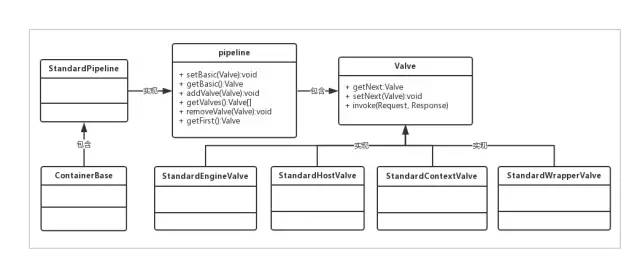 pipeline
StandardPipeline
+ setBasic(Valve):void
+ getBasic():Valve
+ addValve(Valve):void
+ getValves():Valve[]
+ removeValve(Valve):void
+ getFirst():Valve
Valve
+ getNext:Valve
+ setNext(Valve):void
+ invoke(Request, Response)
实现
包含
包含
实现
实现
ContainerBase
StandardEngineValve
StandardHostValve
StandardContextValve
StandardWrapperValve